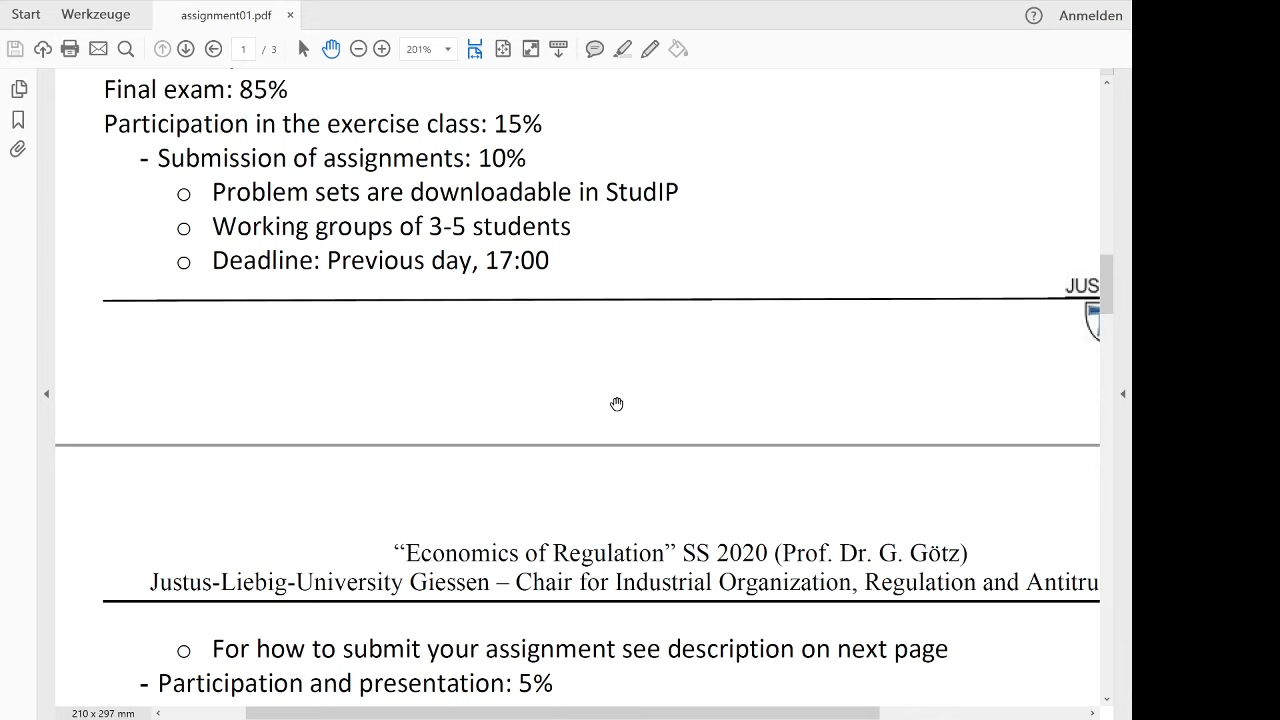 Start Werkzeuge assignment01.pdf × Anmelden
1 / 3 201%
Final exam: 85%
Participation in the exercise class: 15%
- Submission of assignments: 10%
o Problem sets are downloadable in StudIP
o Working groups of 3-5 students
o Deadline: Previous day, 17:00
JUS
“Economics of Regulation” SS 2020 (Prof. Dr. G. Götz)
Justus-Liebig-University Giessen – Chair for Industrial Organization, Regulation and Antitru
o For how to submit your assignment see description on next page
- Participation and presentation: 5%
210 x 297 mm